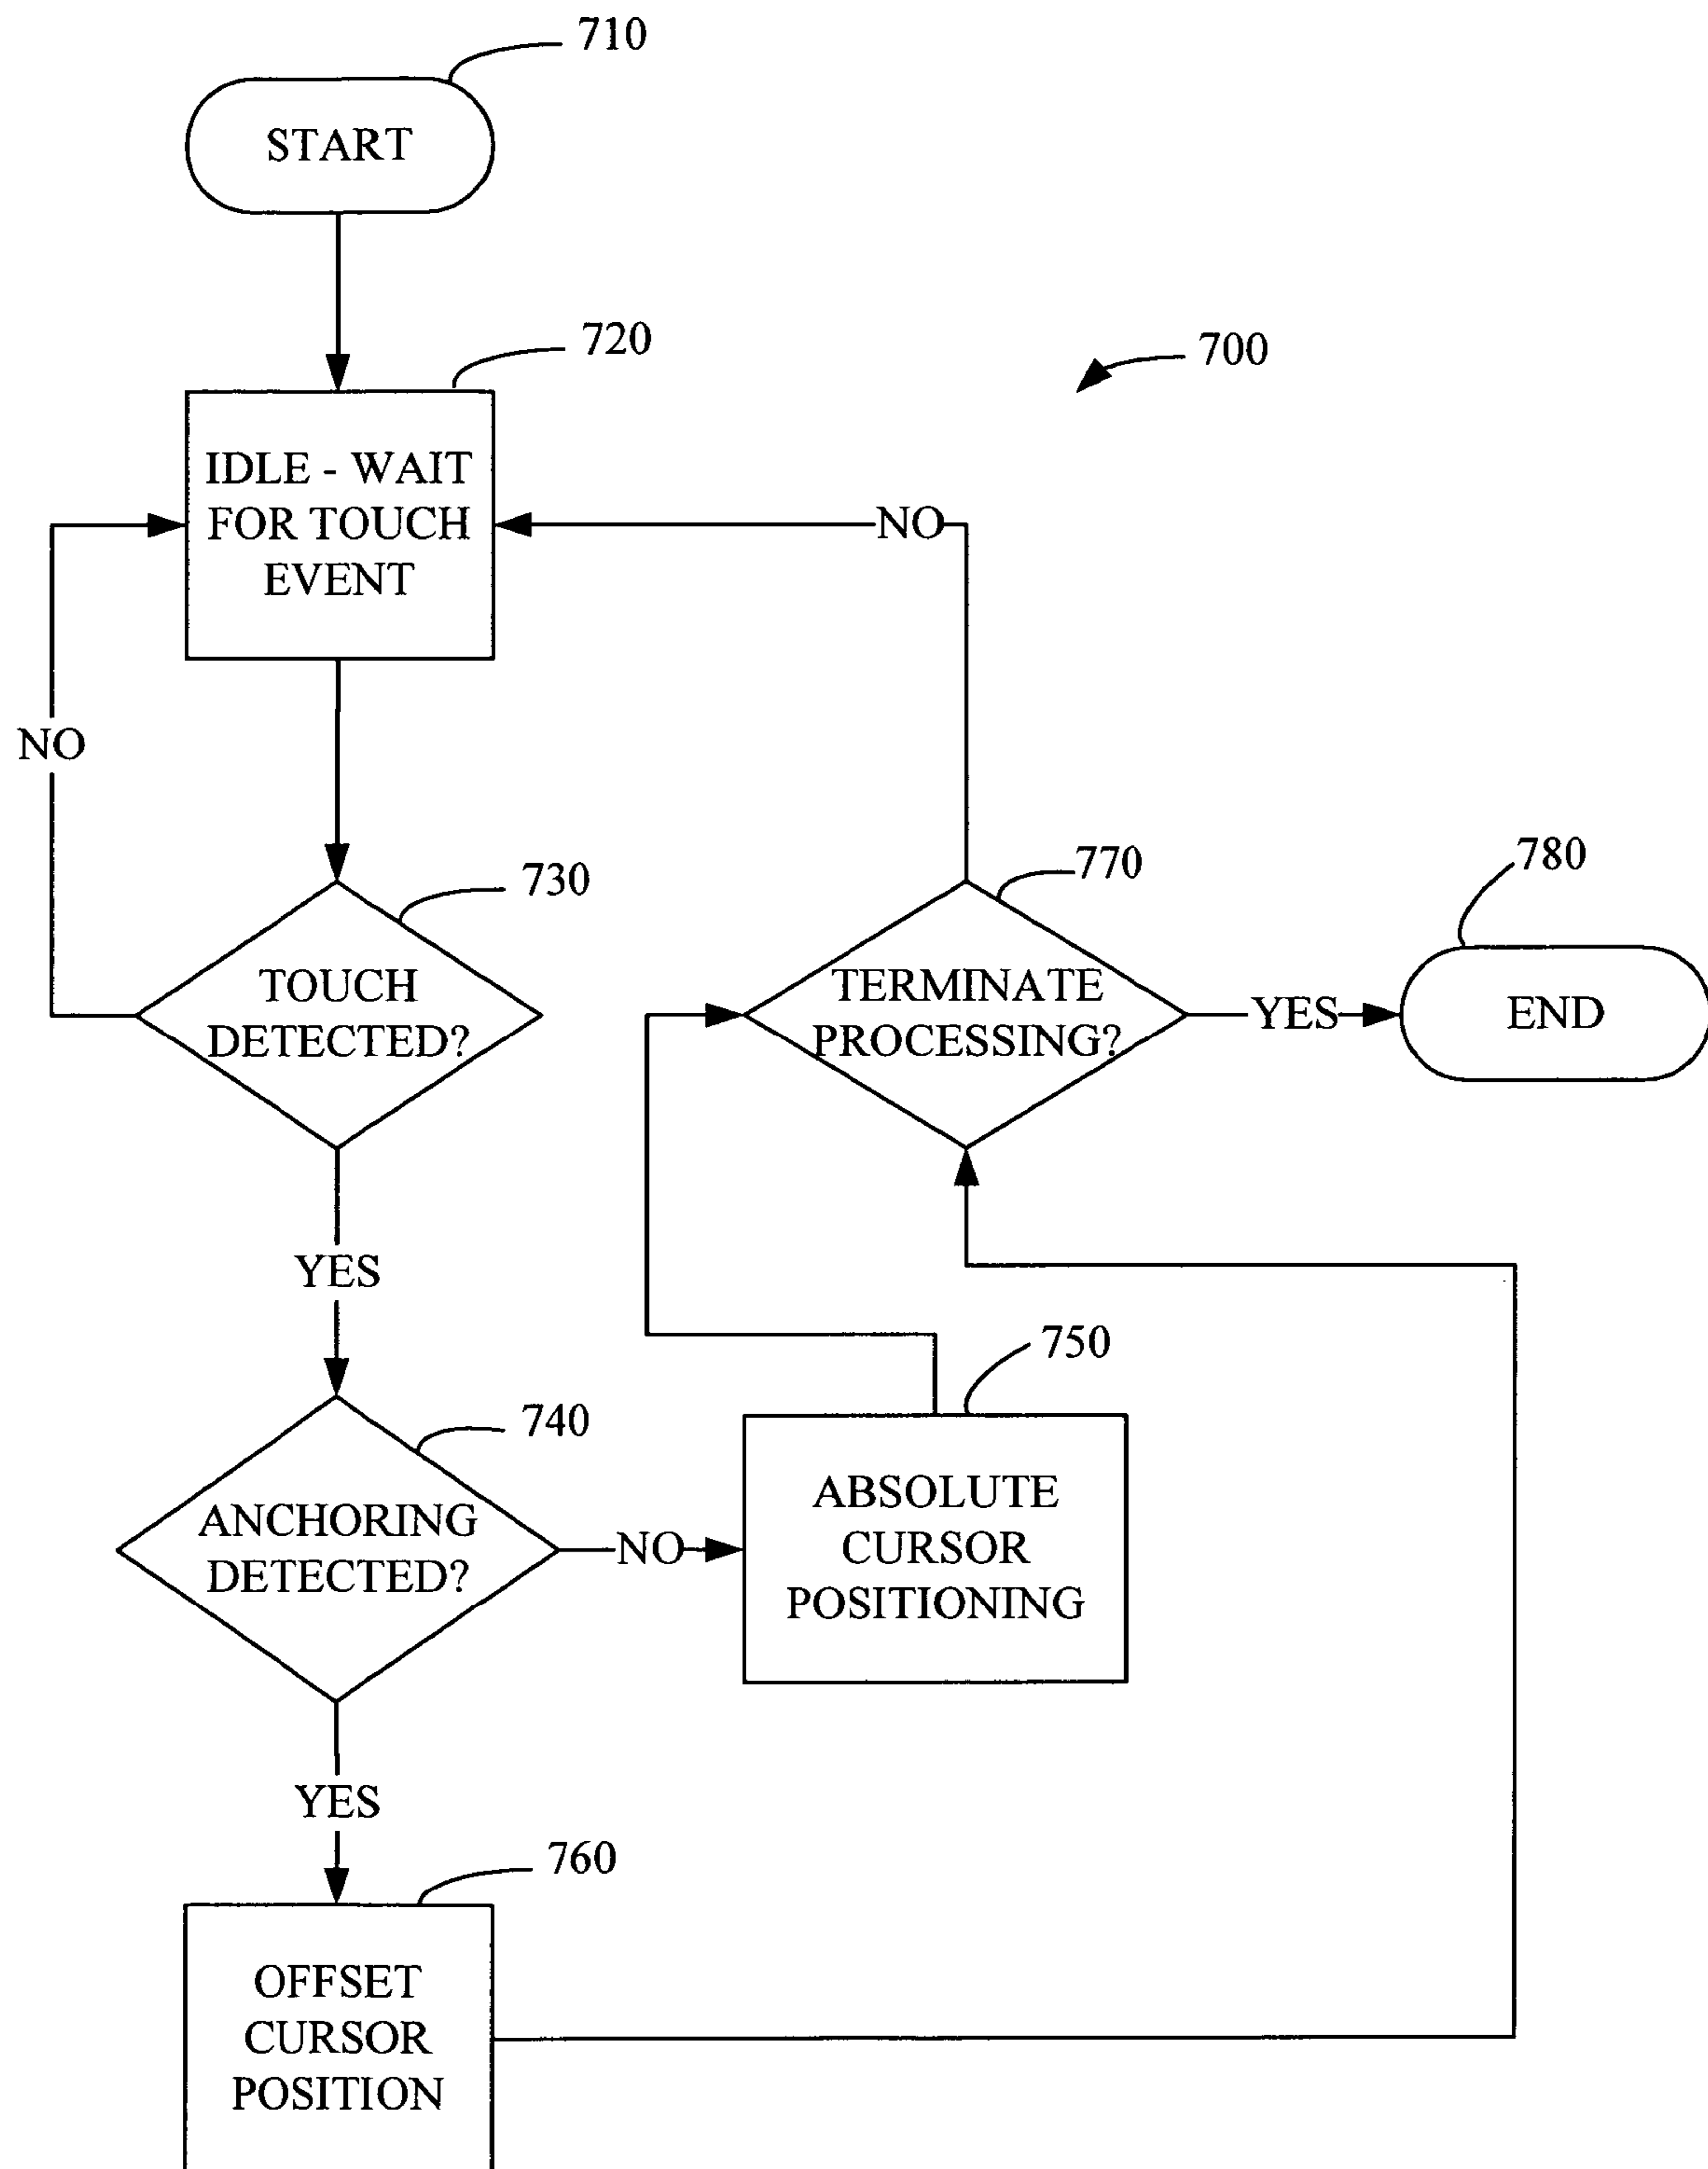 710
START
720
700
IDLE - WAIT
FOR TOUCH
EVENT
NO
NO
730
770
780
TOUCH
DETECTED?
TERMINATE
PROCESSING?
YES
END
YES
740
750
ANCHORING
DETECTED?
NO
ABSOLUTE
CURSOR
POSITIONING
YES
760
OFFSET
CURSOR
POSITION